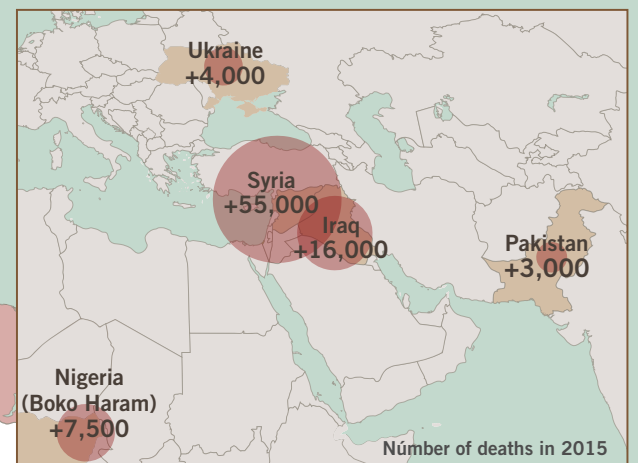 Ukraine
+4,000
Syria
+55,000
Iraq
+16,000
Pakistan
+3,000
Nigeria
(Boko Haram)
+7,500
Númber of deaths in 2015